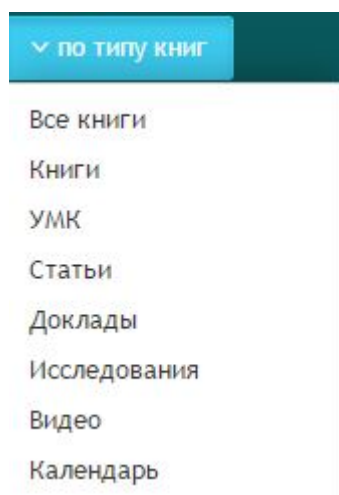 по типу книг
Все книги
Книги
УМК
Статьи
Доклады
Исследования
Видео
Календарь